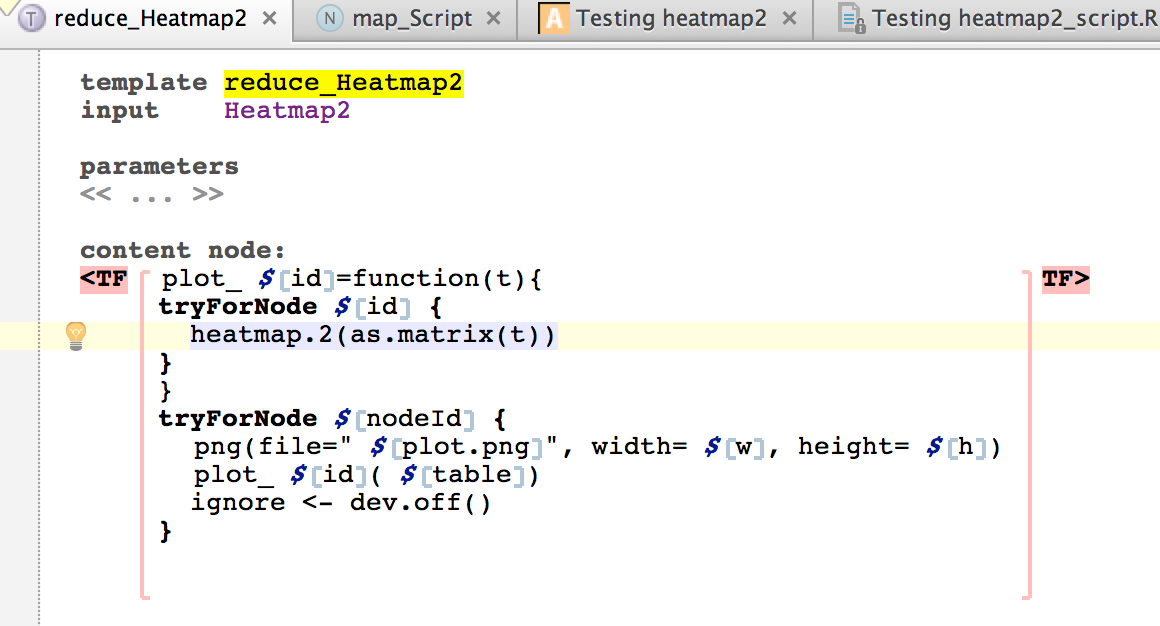 T reduce_Heatmap2 × N map_Script × A Testing heatmap2 × Testing heatmap2_script.R
template reduce_Heatmap2
input Heatmap2
parameters
<< ... >>
content node:
<TF [ plot_ $[id]=function(t){ ] TF>
tryForNode $[id] {
heatmap.2(as.matrix(t))
}
}
tryForNode $[nodeId] {
png(file=" $[plot.png]", width= $[w], height= $[h])
plot_ $[id]( $[table])
ignore <- dev.off()
}